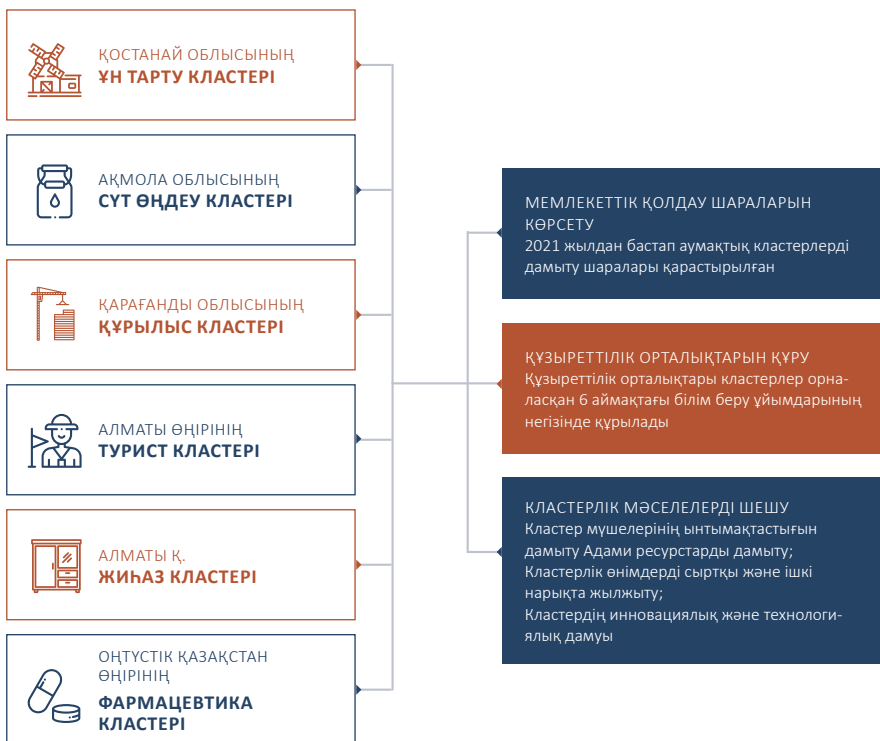 ҚОСТАНАЙ ОБЛЫСЫНЫҢ
ҰН ТАРТУ КЛАСТЕРІ
АҚМОЛА ОБЛЫСЫНЫҢ
СҮТ ӨҢДЕУ КЛАСТЕРІ
ҚАРАҒАНДЫ ОБЛЫСЫНЫҢ
ҚҰРЫЛЫС КЛАСТЕРІ
АЛМАТЫ ӨҢІРІНІҢ
ТУРИСТ КЛАСТЕРІ
АЛМАТЫ Қ.
ЖИҺАЗ КЛАСТЕРІ
ОҢТҮСТІК ҚАЗАҚСТАН
ӨҢІРІНІҢ
ФАРМАЦЕВТИКА
КЛАСТЕРІ
МЕМЛЕКЕТТІК ҚОЛДАУ ШАРАЛАРЫН
КӨРСЕТУ
2021 жылдан бастап аумақтық кластерлерді
дамыту шаралары қарастырылған
ҚҰЗЫРЕТТІЛІК ОРТАЛЫҚТАРЫН ҚҰРУ
Құзыреттілік орталықтары кластерлер орна-
ласқан 6 аймақтағы білім беру ұйымдарының
негізінде құрылады
КЛАСТЕРЛІК МӘСЕЛЕЛЕРДІ ШЕШУ
Кластер мүшелерінің ынтымақтастығын
дамыту Адами ресурстарды дамыту;
Кластерлік өнімдерді сыртқы және ішкі
нарықта жылжыту;
Кластердің инновациялық және технологи-
ялық дамуы